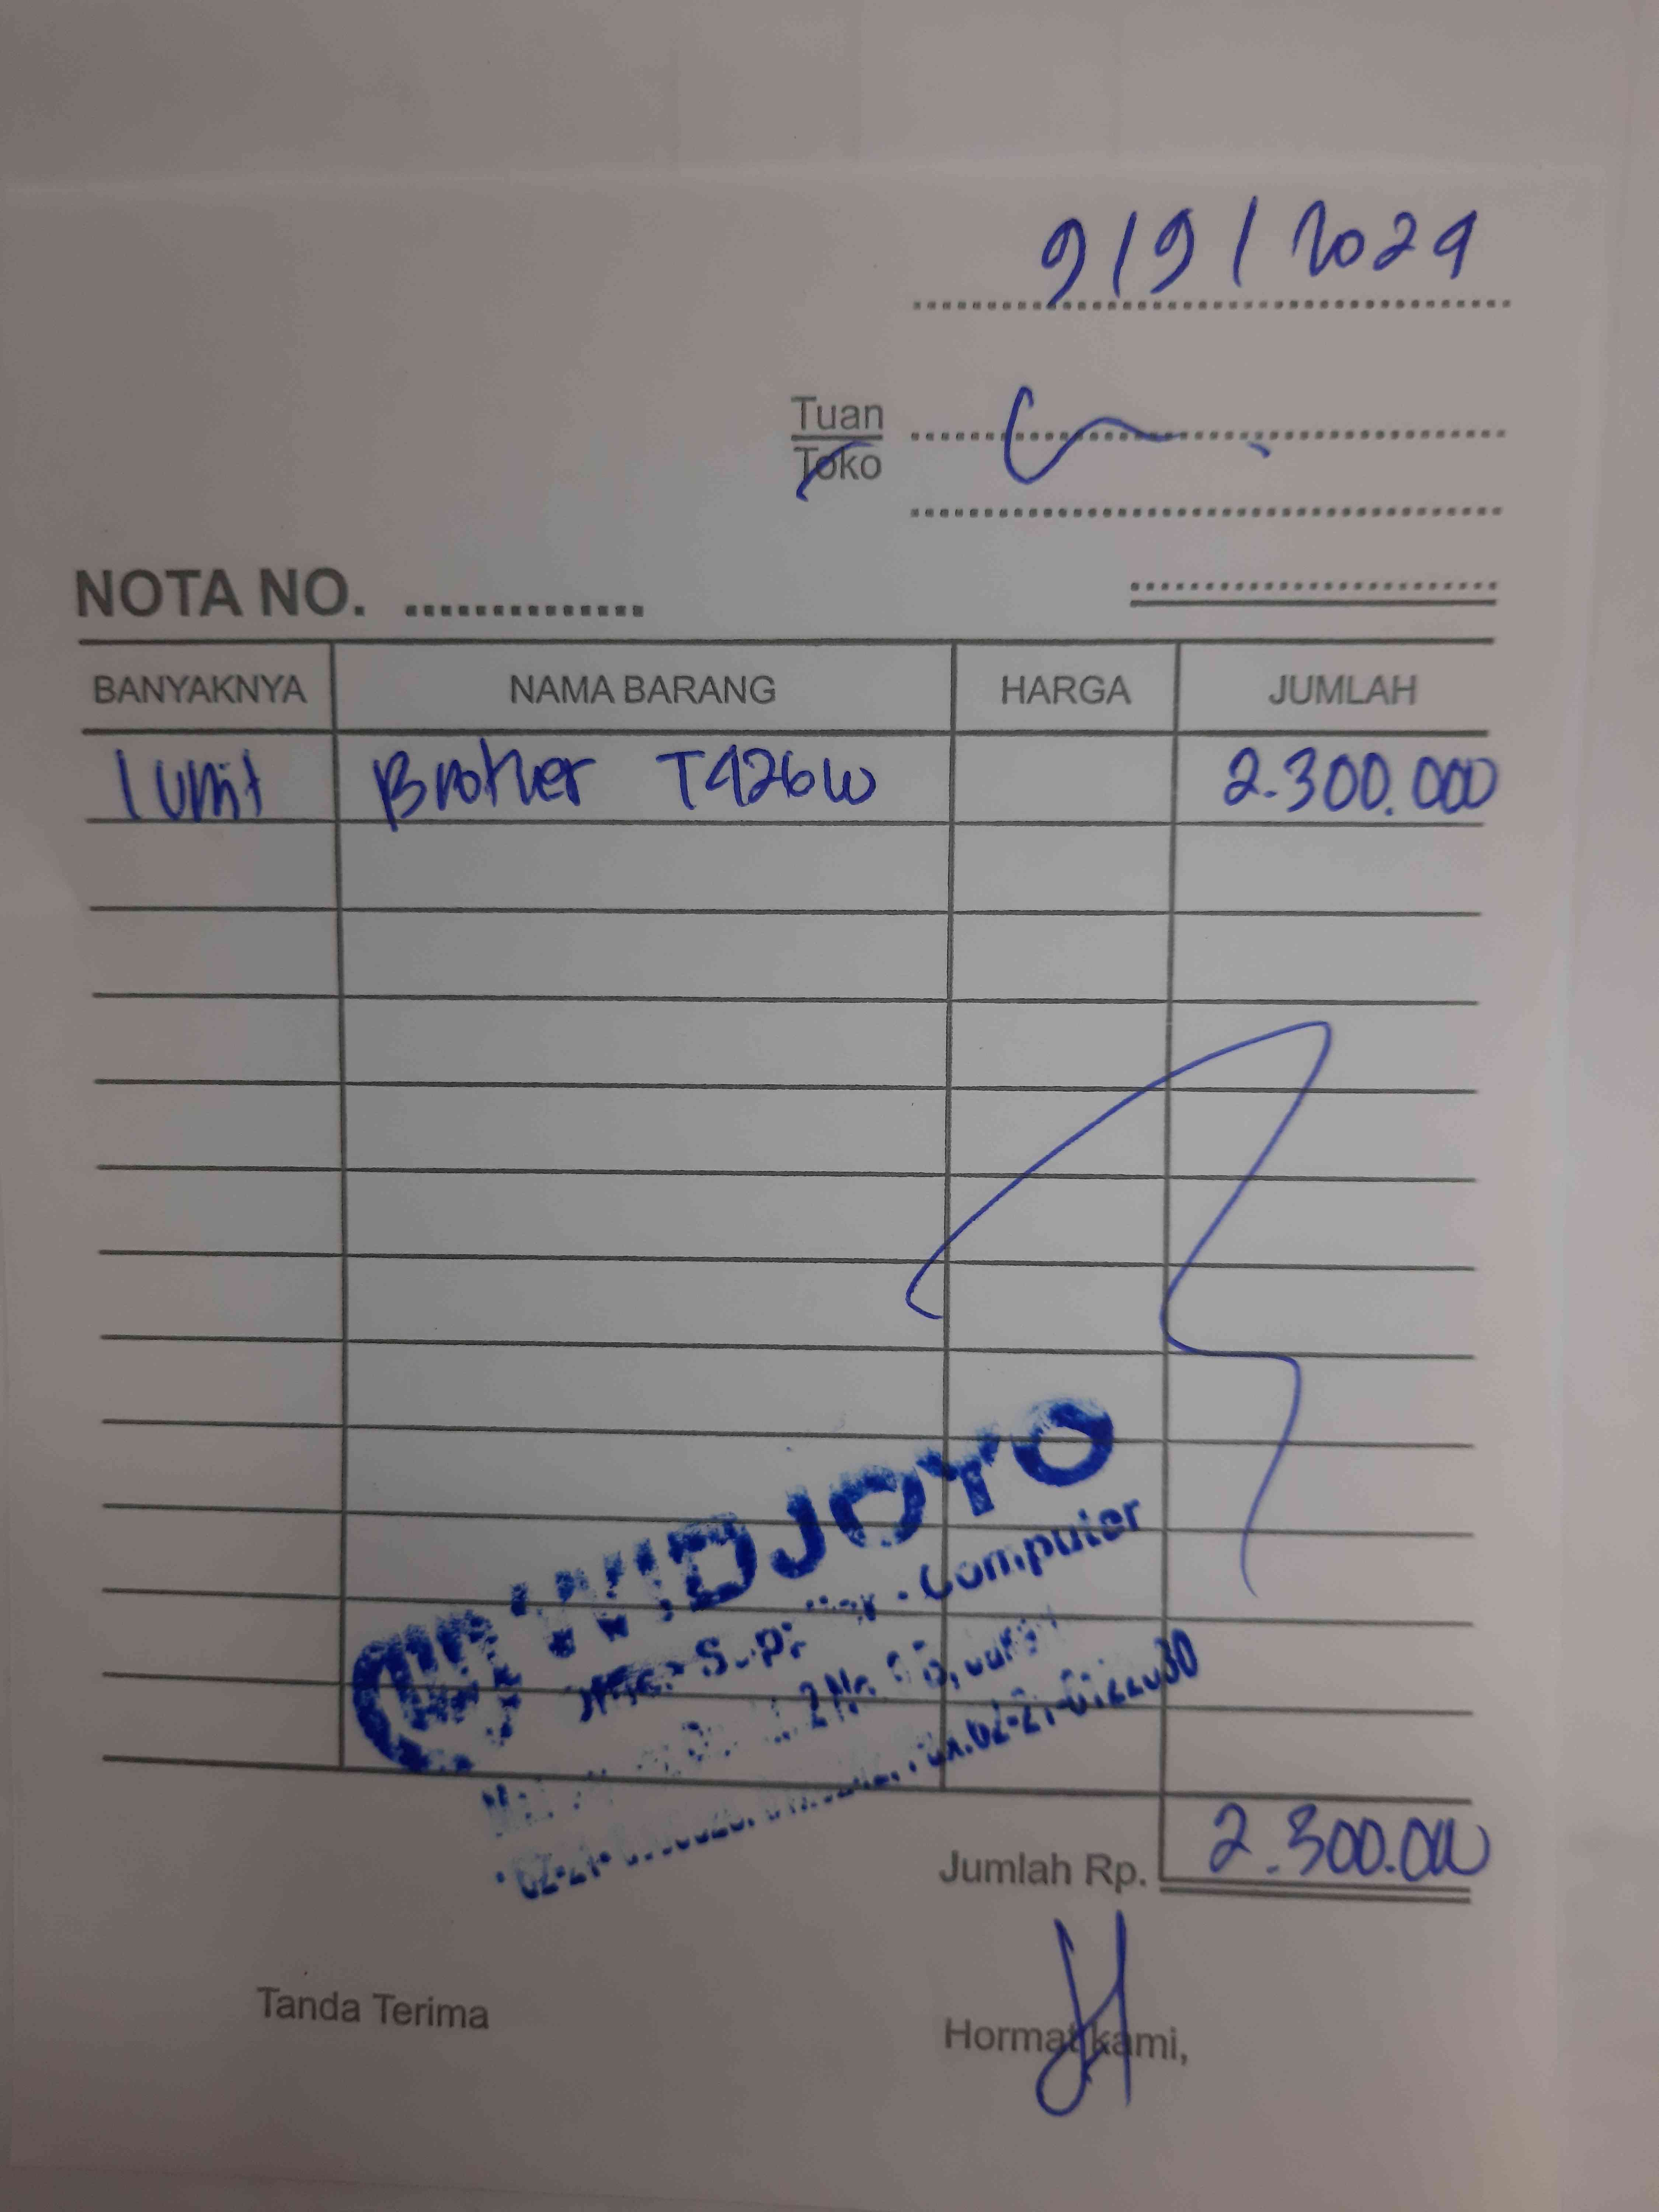 9/9/2024
Tuan
Toko
NOTA NO. ..............
BANYAKNYA NAMA BARANG HARGA JUMLAH
1 Unit Brother T426W 2.300.000
WIDJOYO
Computer
Jumlah Rp. 2.300.000
Tanda Terima Hormat kami,